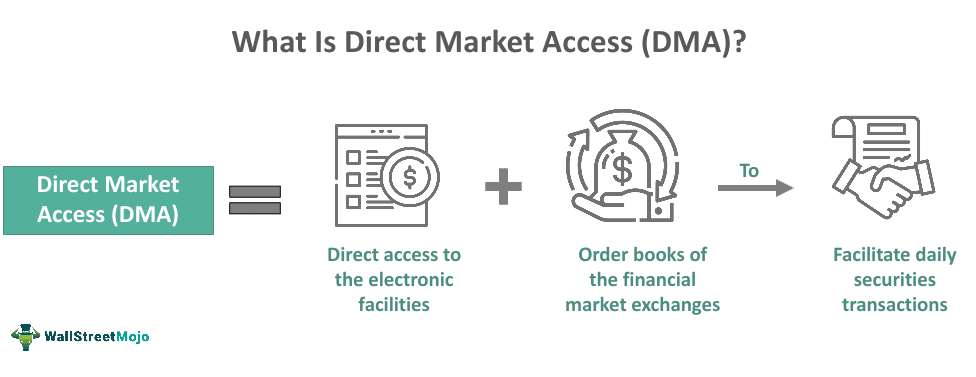 What Is Direct Market Access (DMA)?
Direct Market
Access (DMA)
To
Direct access to
the electronic
facilities
Order books of
the financial
market exchanges
Facilitate daily
securities
transactions
WallStreetMojo